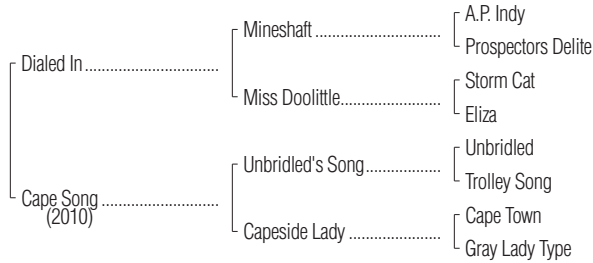 A.P. Indy
Mineshaft
Prospectors Delite
Dialed In
Storm Cat
Miss Doolittle
Eliza
Unbridled
Unbridled's Song
Trolley Song
Cape Song
(2010)
Cape Town
Capeside Lady
Gray Lady Type